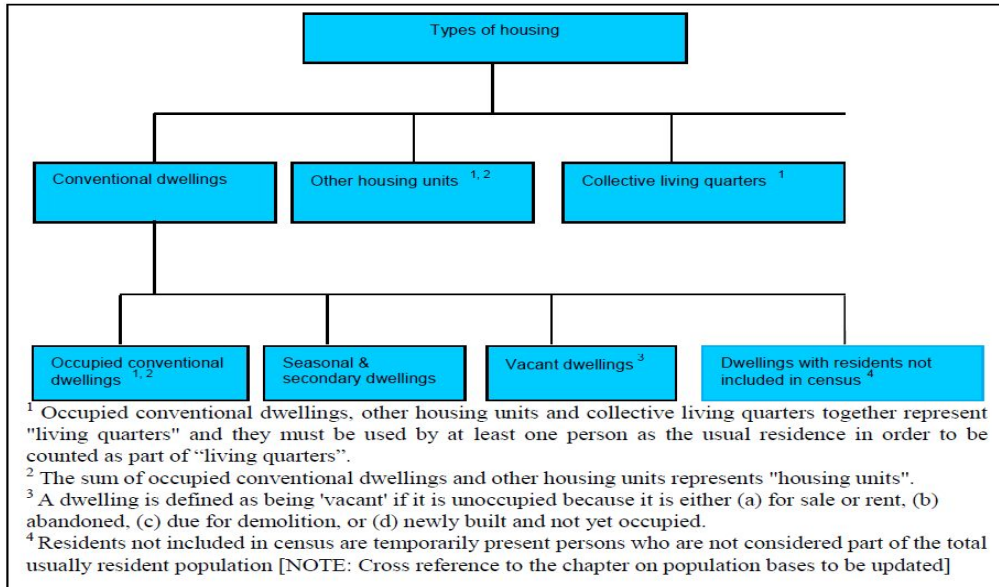 Types of housing
Conventional dwellings
Other housing units 1, 2
Collective living quarters 1
Occupied conventional
dwellings 1, 2
Seasonal &
secondary dwellings
Vacant dwellings 3
Dwellings with residents not
included in census 4
1 Occupied conventional dwellings, other housing units and collective living quarters together represent
"living quarters" and they must be used by at least one person as the usual residence in order to be
counted as part of “living quarters”.
2 The sum of occupied conventional dwellings and other housing units represents "housing units".
3 A dwelling is defined as being 'vacant' if it is unoccupied because it is either (a) for sale or rent, (b)
abandoned, (c) due for demolition, or (d) newly built and not yet occupied.
4 Residents not included in census are temporarily present persons who are not considered part of the total
usually resident population [NOTE: Cross reference to the chapter on population bases to be updated]